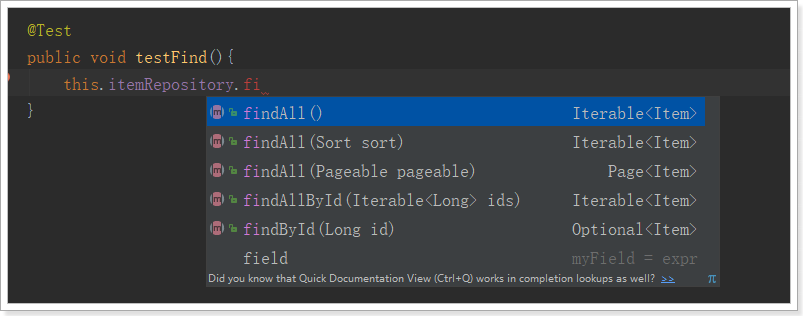 @Test
public void testFind(){
this.itemRepository.fi
findAll() Iterable<Item>
findAll(Sort sort) Iterable<Item>
findAll(Pageable pageable) Page<Item>
findAllById(Iterable<Long> ids) Iterable<Item>
findById(Long id) Optional<Item>
field myField = expr
Did you know that Quick Documentation View (Ctrl+Q) works in completion lookups as well? >> π
}